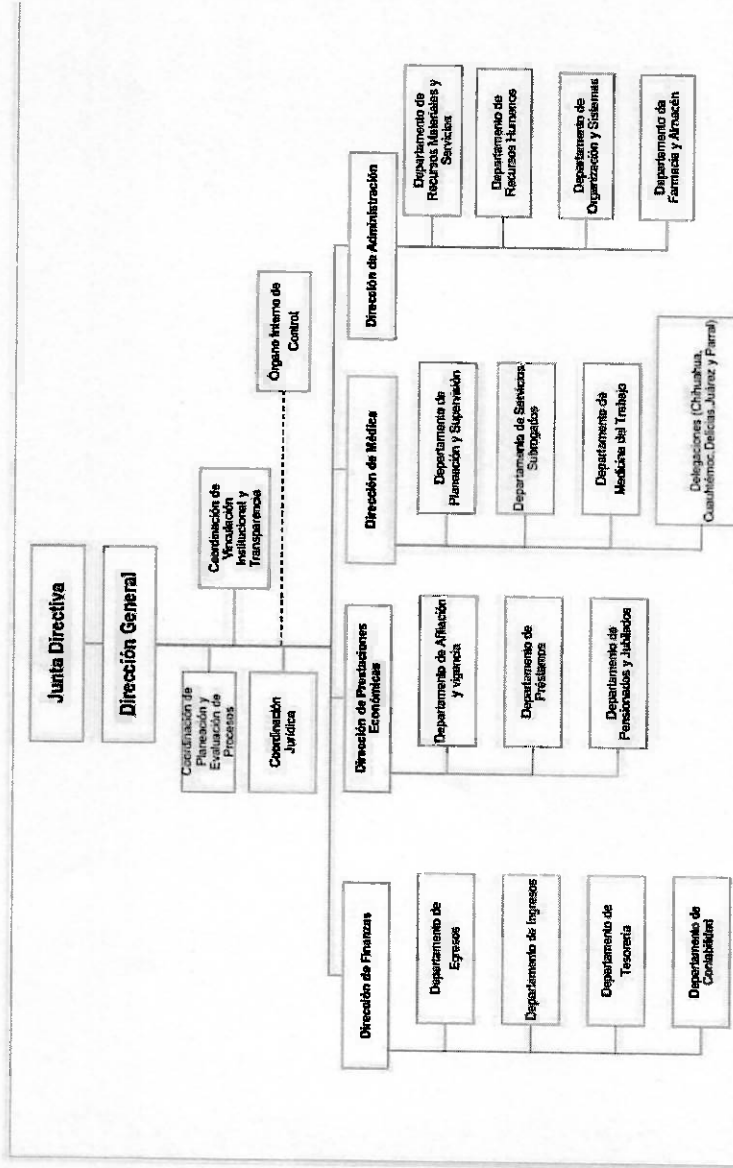 Junta Directiva
Dirección General
Coordinación de
Planeación y
Evaluación de
Procesos
Coordinación de
Vinculación
Institucional y
Transparencia
Coordinación
Jurídica
Órgano Interno de
Control
Dirección de Finanzas
Departamento de
Egresos
Departamento de Ingresos
Departamento de
Tesorería
Departamento de
Contabilidad
Dirección de Prestaciones
Económicas
Departamento de Afiliación
y vigencia
Departamento de
Préstamos
Departamento de
Pensionados y Jubilados
Dirección de Médica
Departamento de
Planeación y Supervisión
Departamento de Servicios
Subrogados
Departamento de
Medicina del Trabajo
Delegaciones (Chihuahua,
Cuauhtémoc, Delicias, Juárez y Parral)
Dirección de Administración
Departamento de
Recursos Materiales y
Servicios
Departamento de
Recursos Humanos
Departamento de
Organización y Sistemas
Departamento de
Farmacia y Almacén